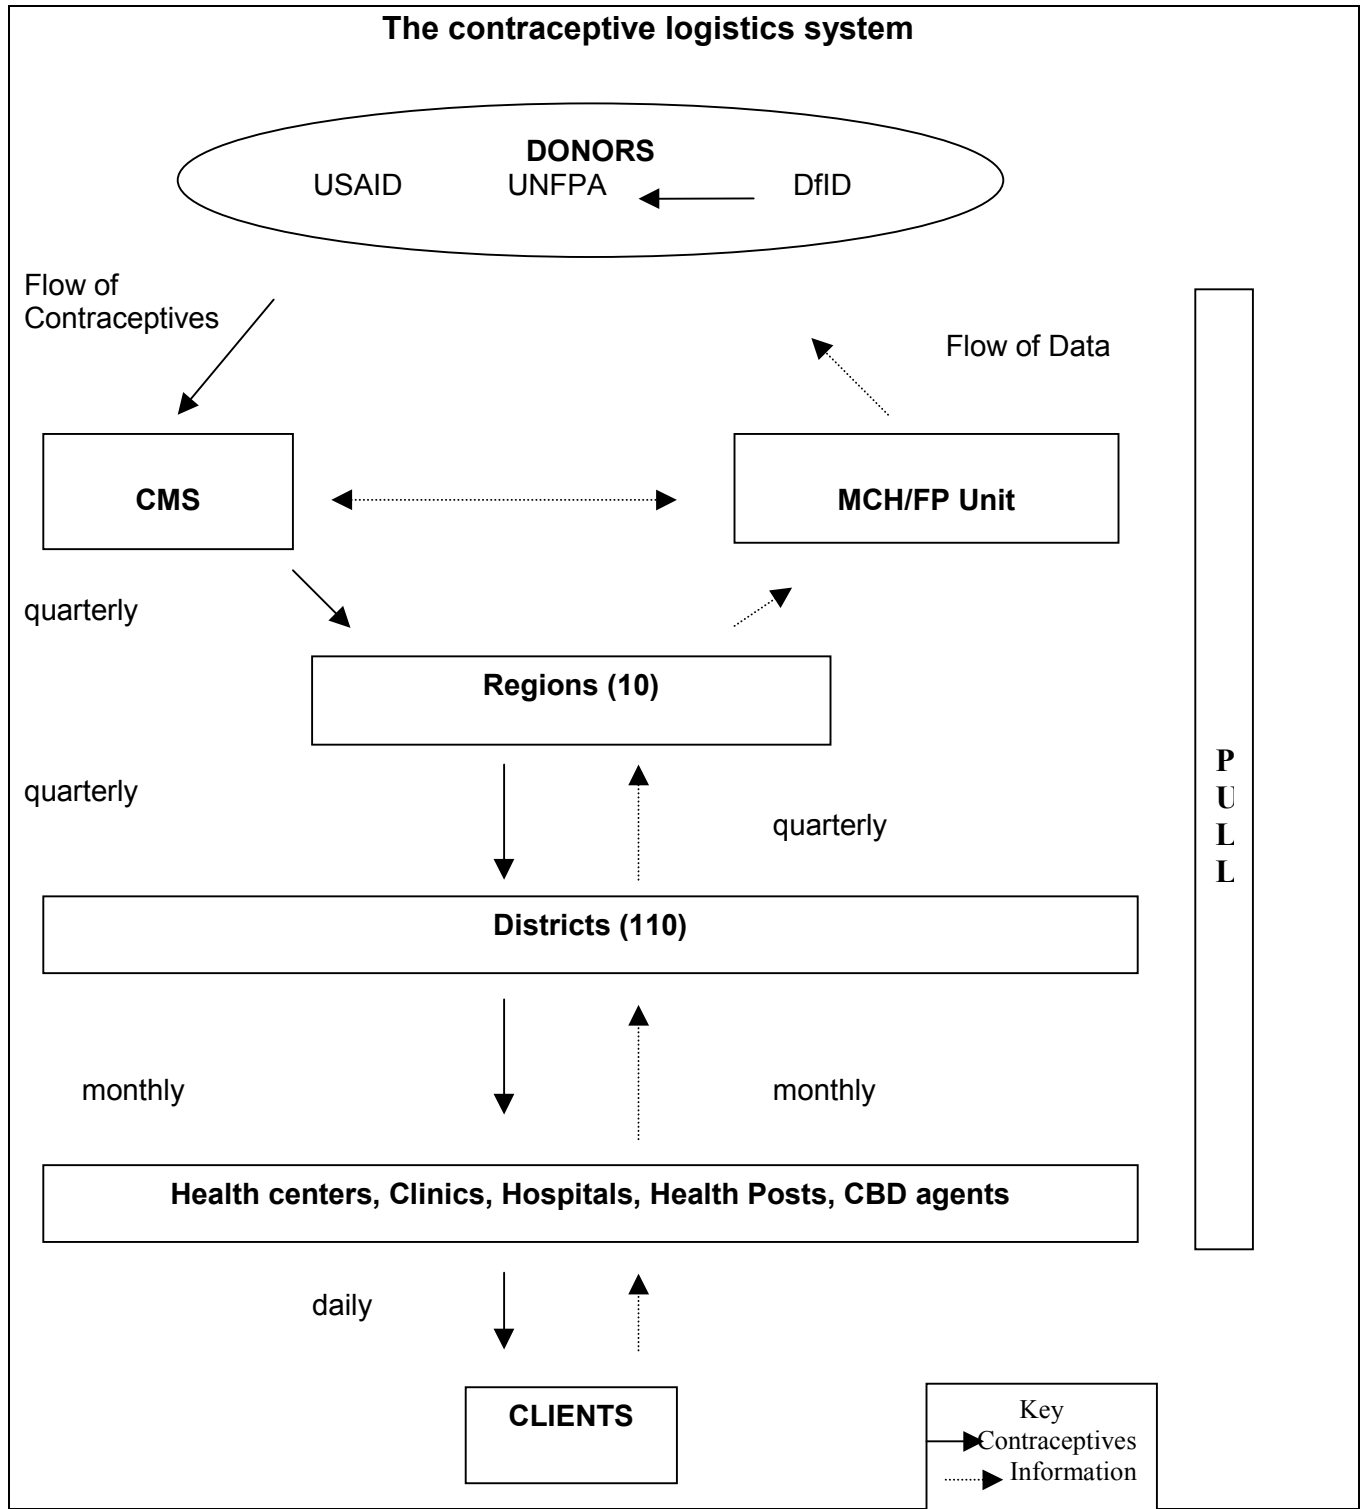 The contraceptive logistics system
DONORS
USAID UNFPA DfID
Flow of
Contraceptives
Flow of Data
CMS
MCH/FP Unit
quarterly
Regions (10)
quarterly
quarterly
Districts (110)
monthly
monthly
Health centers, Clinics, Hospitals, Health Posts, CBD agents
daily
CLIENTS
P
U
L
L
Key
Contraceptives
Information